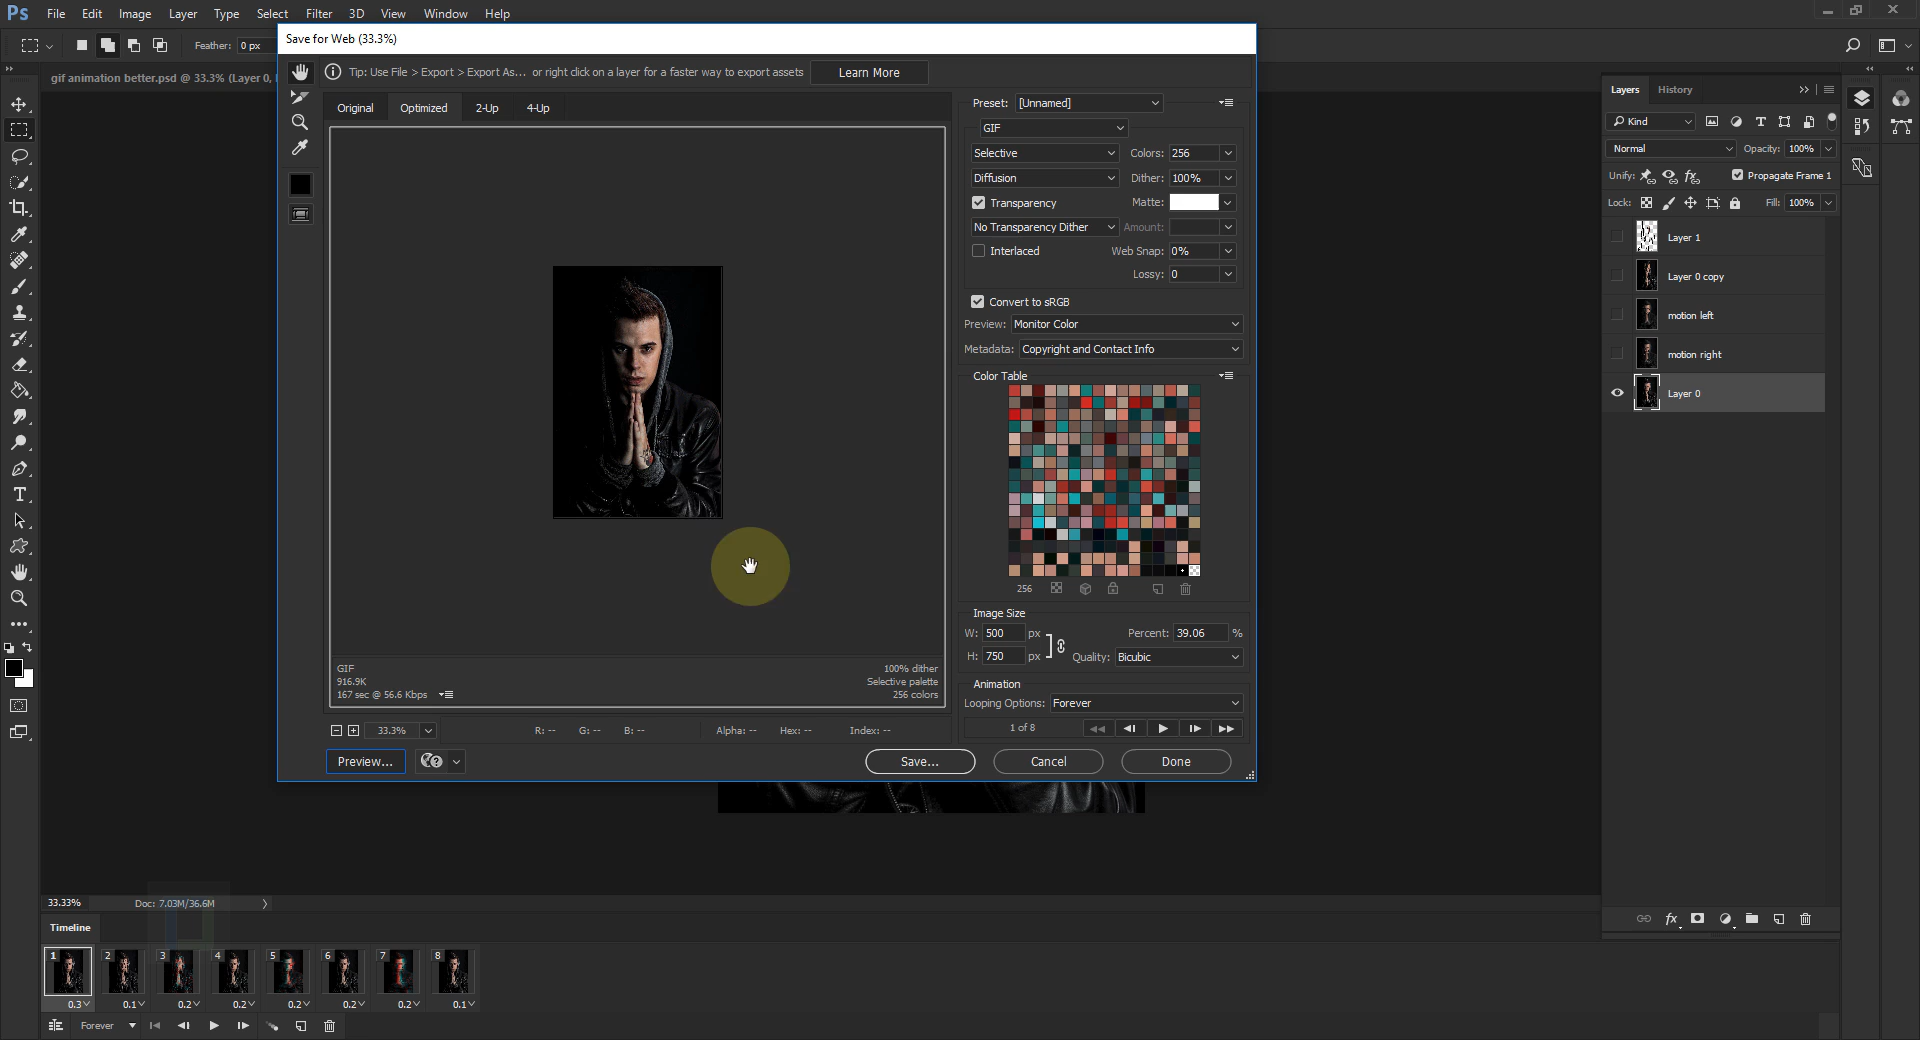 Ps File Edit Image Layer Type Select Filter 3D View Window Help
Feather: 0 px
gif animation better.psd @ 33.3% (Layer 0,
Save for Web (33.3%)
Tip: Use File > Export > Export As... or right click on a layer for a faster way to export assets
Learn More
Original Optimized 2-Up 4-Up
Preset: [Unnamed]
GIF
Selective Colors: 256
Diffusion Dither: 100%
Transparency Matte:
No Transparency Dither Amount:
Interlaced Web Snap: 0%
Lossy: 0
Convert to sRGB
Preview: Monitor Color
Metadata: Copyright and Contact Info
Color Table
256
Image Size
W: 500 px Percent: 39.06 %
H: 750 px Quality: Bicubic
Animation
Looping Options: Forever
1 of 8
GIF 100% dither
916.9K Selective palette
167 sec @ 56.6 Kbps 256 colors
33.3% R: -- G: -- B: -- Alpha: -- Hex: -- Index: --
Preview... Save... Cancel Done
Layers History
Kind
Normal Opacity: 100%
Unify: Propagate Frame 1
Lock: Fill: 100%
Layer 1
Layer 0 copy
motion left
motion right
Layer 0
fx
33.33% Doc: 7.03M/36.6M
Timeline
1 2 3 4 5 6 7 8
0.3 0.1 0.2 0.2 0.2 0.2 0.2 0.1
Forever